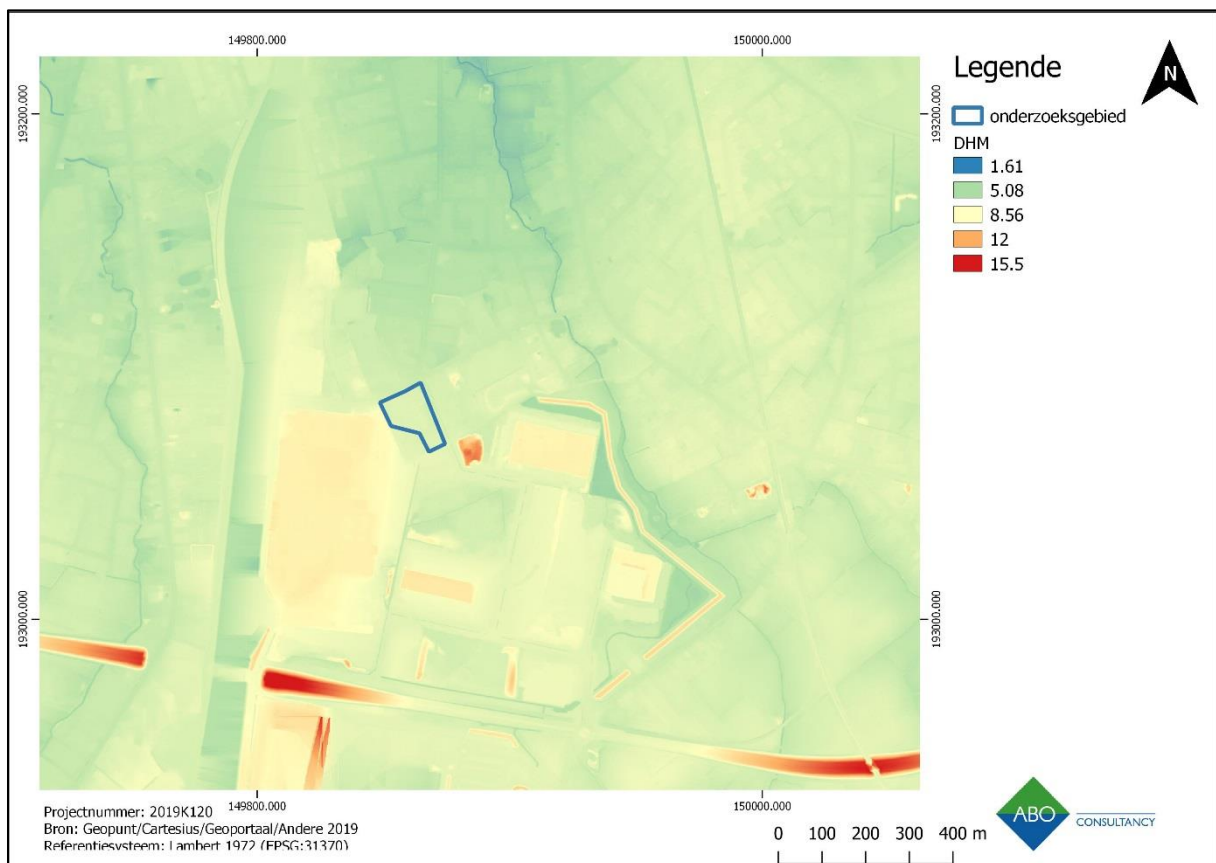 149800.000
150000.000
193200.000
193200.000
Legende
N
onderzoeksgebied
DHM
1.61
5.08
8.56
12
15.5
193000.000
193000.000
149800.000
150000.000
Projectnummer: 2019K120
Bron: Geopunt/Cartesius/Geoportaal/Andere 2019
Referentiesysteem: Lambert 1972 (EPSG:31370)
0 100 200 300 400 m
ABO
CONSULTANCY